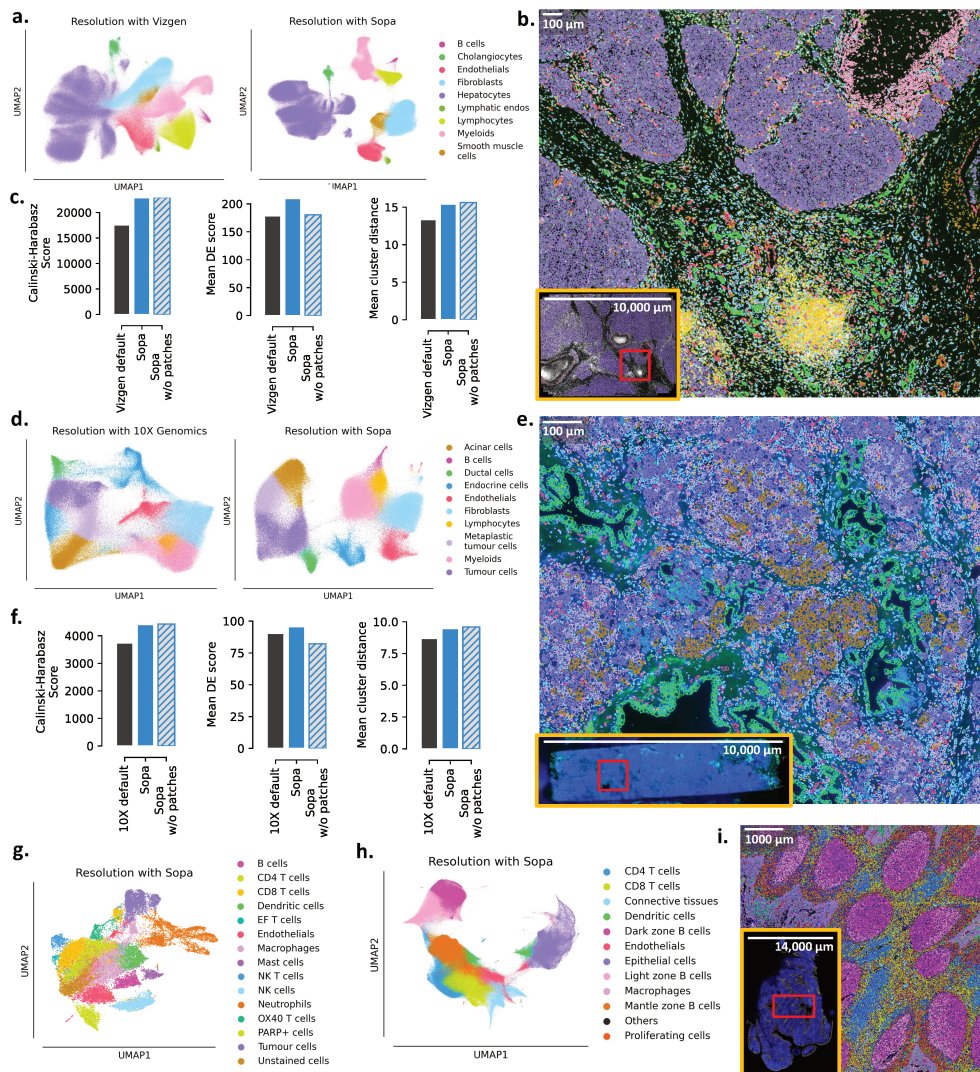 a.
Resolution with Vizgen
Resolution with Sopa
UMAP2
UMAP2
UMAP1
'IMAP1
B cells
Cholangiocytes
Endothelials
Fibroblasts
Hepatocytes
Lymphatic endos
Lymphocytes
Myeloids
Smooth muscle
cells
b.
100 µm
10,000 µm
c.
Calinski-Harabasz
Score
20000
15000
10000
5000
0
Vizgen default
Sopa
Sopa
w/o patches
Mean DE score
200
150
100
50
0
Vizgen default
Sopa
Sopa
w/o patches
Mean cluster distance
15
10
5
0
Vizgen default
Sopa
Sopa
w/o patches
d.
Resolution with 10X Genomics
Resolution with Sopa
UMAP2
UMAP2
UMAP1
UMAP1
Acinar cells
B cells
Ductal cells
Endocrine cells
Endothelials
Fibroblasts
Lymphocytes
Metaplastic
tumour cells
Myeloids
Tumour cells
e.
100 µm
10,000 µm
f.
Calinski-Harabasz
Score
4000
3000
2000
1000
0
10X default
Sopa
Sopa
w/o patches
Mean DE score
100
75
50
25
0
10X default
Sopa
Sopa
w/o patches
Mean cluster distance
10.0
7.5
5.0
2.5
0.0
10X default
Sopa
Sopa
w/o patches
g.
Resolution with Sopa
UMAP2
UMAP1
B cells
CD4 T cells
CD8 T cells
Dendritic cells
EF T cells
Endothelials
Macrophages
Mast cells
NK T cells
NK cells
Neutrophils
OX40 T cells
PARP+ cells
Tumour cells
Unstained cells
h.
Resolution with Sopa
UMAP2
UMAP1
CD4 T cells
CD8 T cells
Connective tissues
Dendritic cells
Dark zone B cells
Endothelials
Epithelial cells
Light zone B cells
Macrophages
Mantle zone B cells
Others
Proliferating cells
i.
1000 µm
14,000 µm